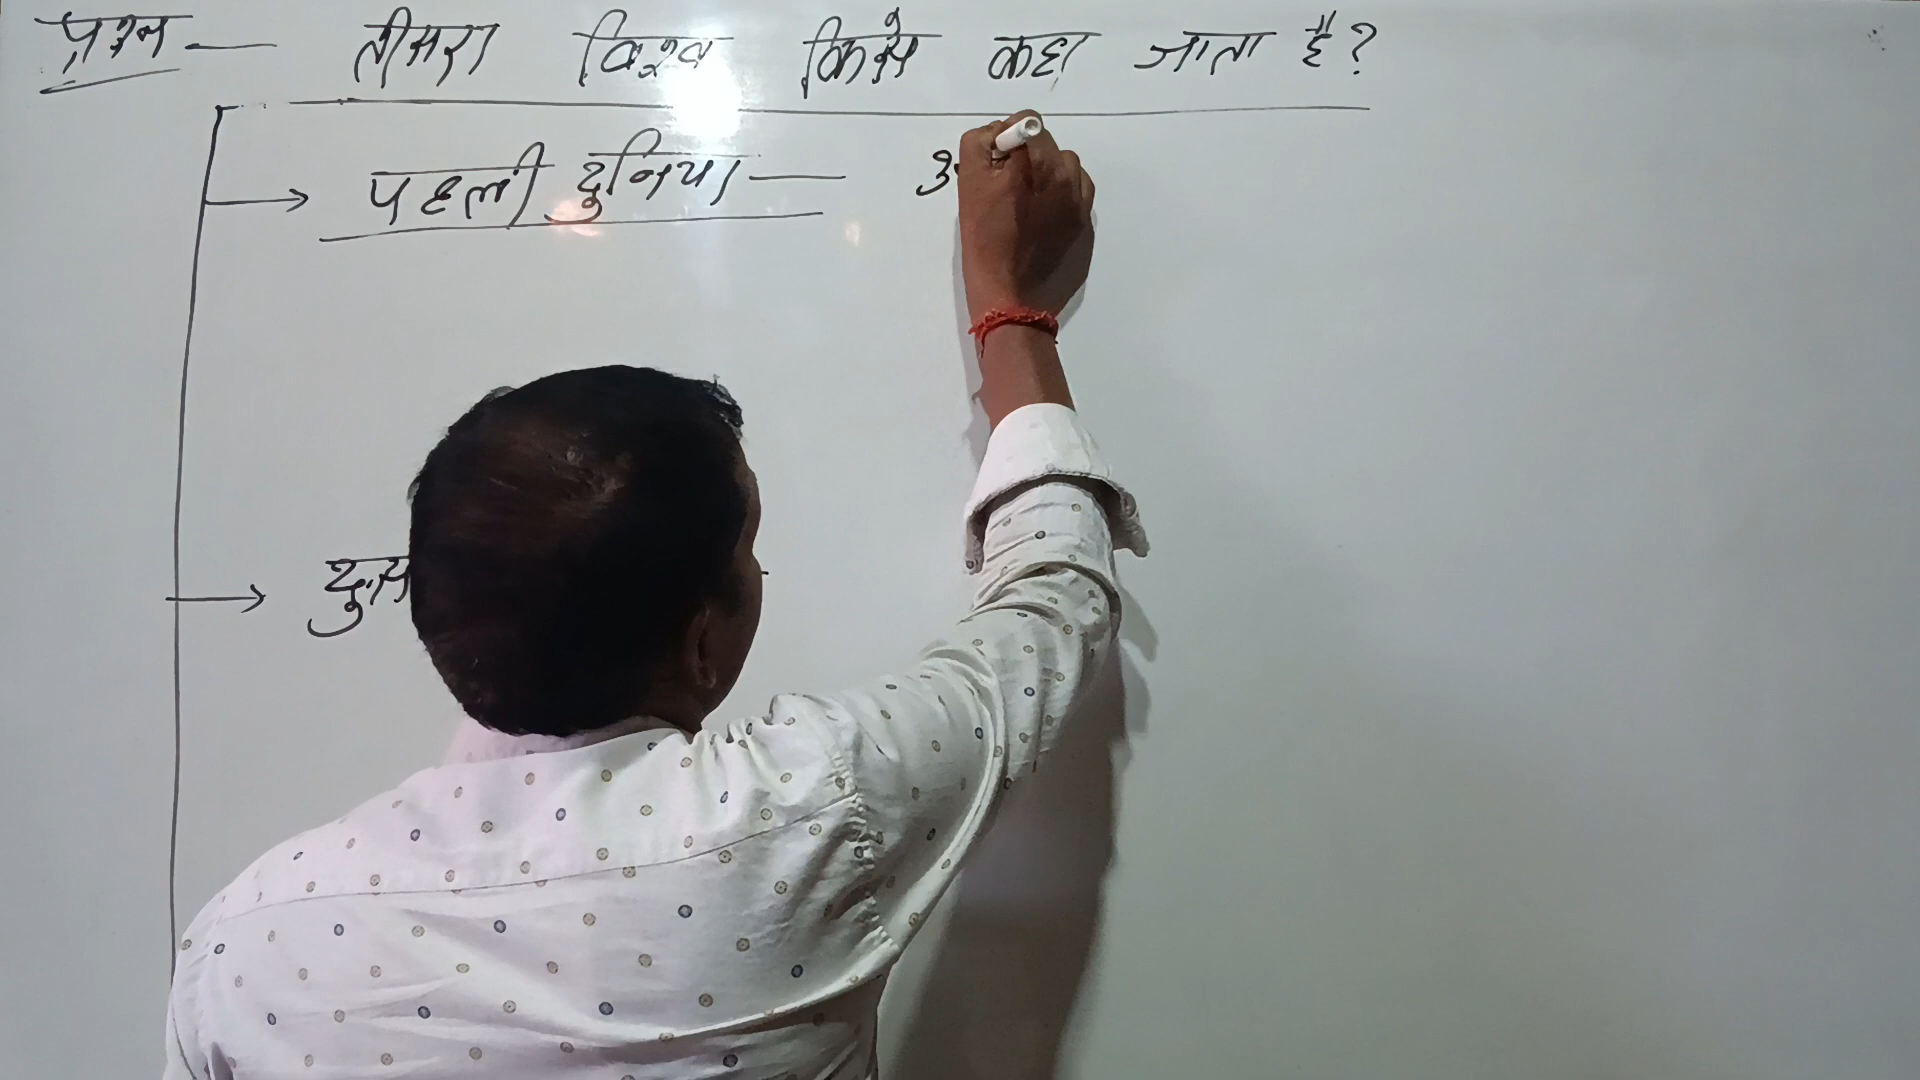 प्रश्न — तीसरा विश्व किसे कहा जाता है?
→ पहली दुनिया —